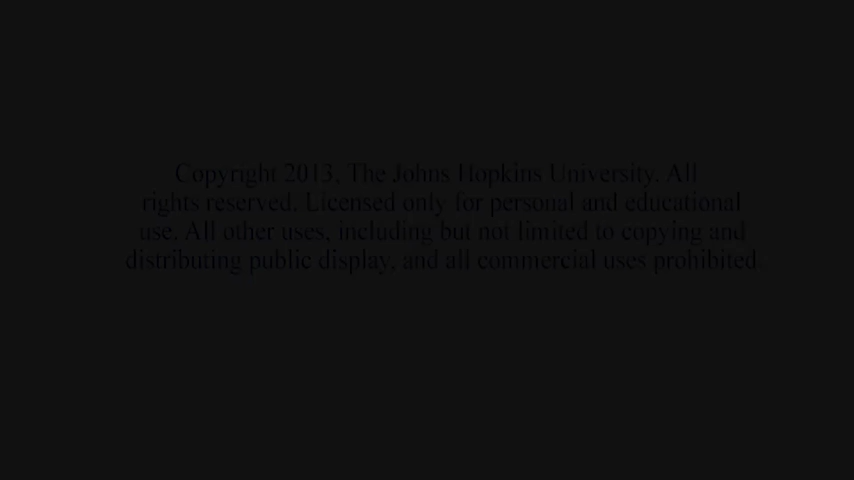 Copyright 2013, The Johns Hopkins University. All
rights reserved. Licensed only for personal and educational
use. All other uses, including but not limited to copying and
distributing public display, and all commercial uses prohibited.